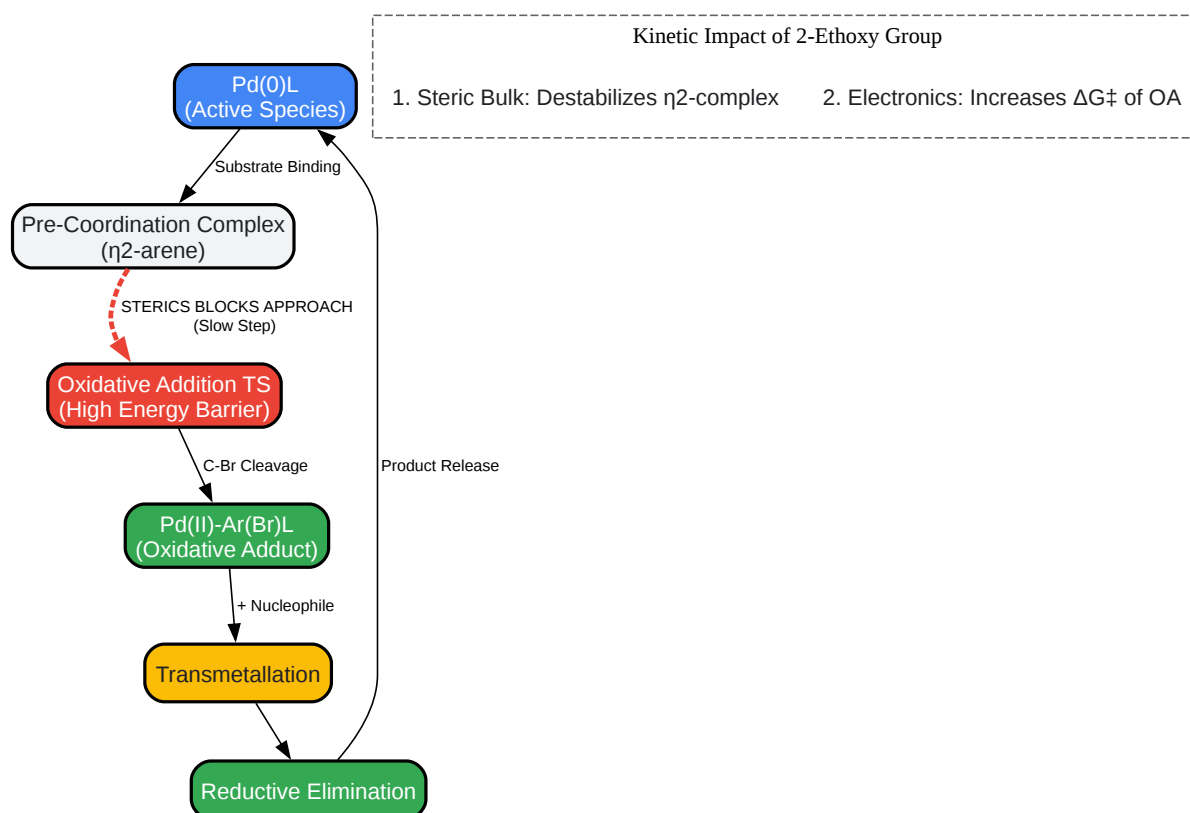 Kinetic Impact of 2-Ethoxy Group
1. Steric Bulk: Destabilizes η2-complex
2. Electronics: Increases ΔG‡ of OA
Pd(0)L
(Active Species)
Substrate Binding
Pre-Coordination Complex
(η2-arene)
STERICS BLOCKS APPROACH
(Slow Step)
Oxidative Addition TS
(High Energy Barrier)
C-Br Cleavage
Product Release
Pd(II)-Ar(Br)L
(Oxidative Adduct)
+ Nucleophile
Transmetallation
Reductive Elimination